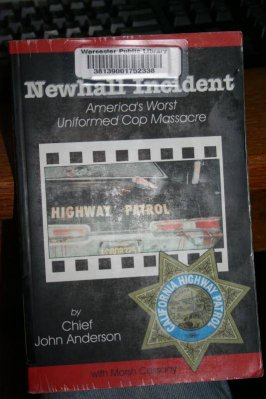 Worcester Public Library
38139001752338
Newhall Incident
America's Worst
Uniformed Cop Massacre
HIGHWAY PATROL
by
Chief
John Anderson
CALIFORNIA HIGHWAY PATROL
with Marsh Cassady